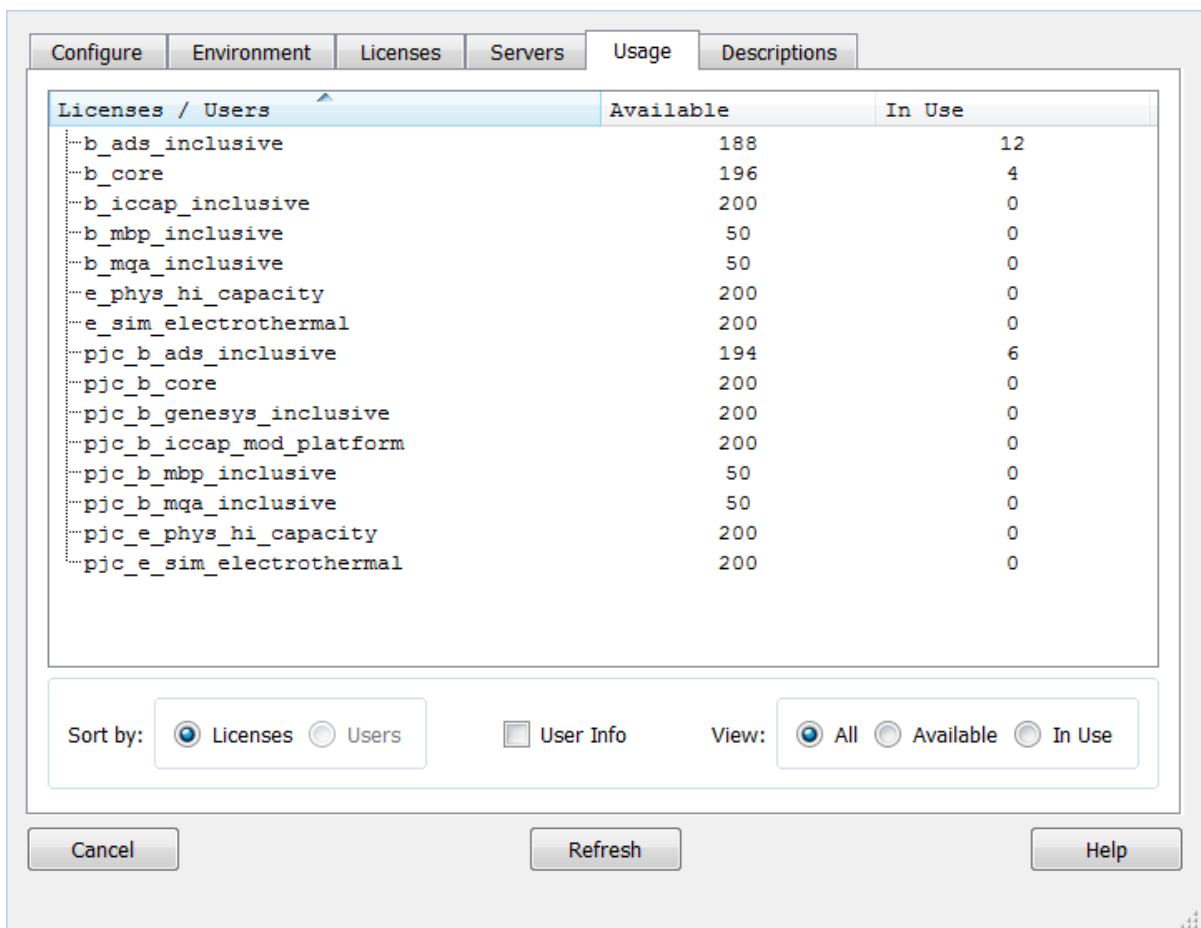 Configure Environment Licenses Servers Usage Descriptions
Licenses / Users Available In Use
b_ads_inclusive 188 12
b_core 196 4
b_iccap_inclusive 200 0
b_mbp_inclusive 50 0
b_mqa_inclusive 50 0
e_phys_hi_capacity 200 0
e_sim_electrothermal 200 0
pjc_b_ads_inclusive 194 6
pjc_b_core 200 0
pjc_b_genesys_inclusive 200 0
pjc_b_iccap_mod_platform 200 0
pjc_b_mbp_inclusive 50 0
pjc_b_mqa_inclusive 50 0
pjc_e_phys_hi_capacity 200 0
pjc_e_sim_electrothermal 200 0
Sort by: Licenses Users User Info View: All Available In Use
Cancel Refresh Help